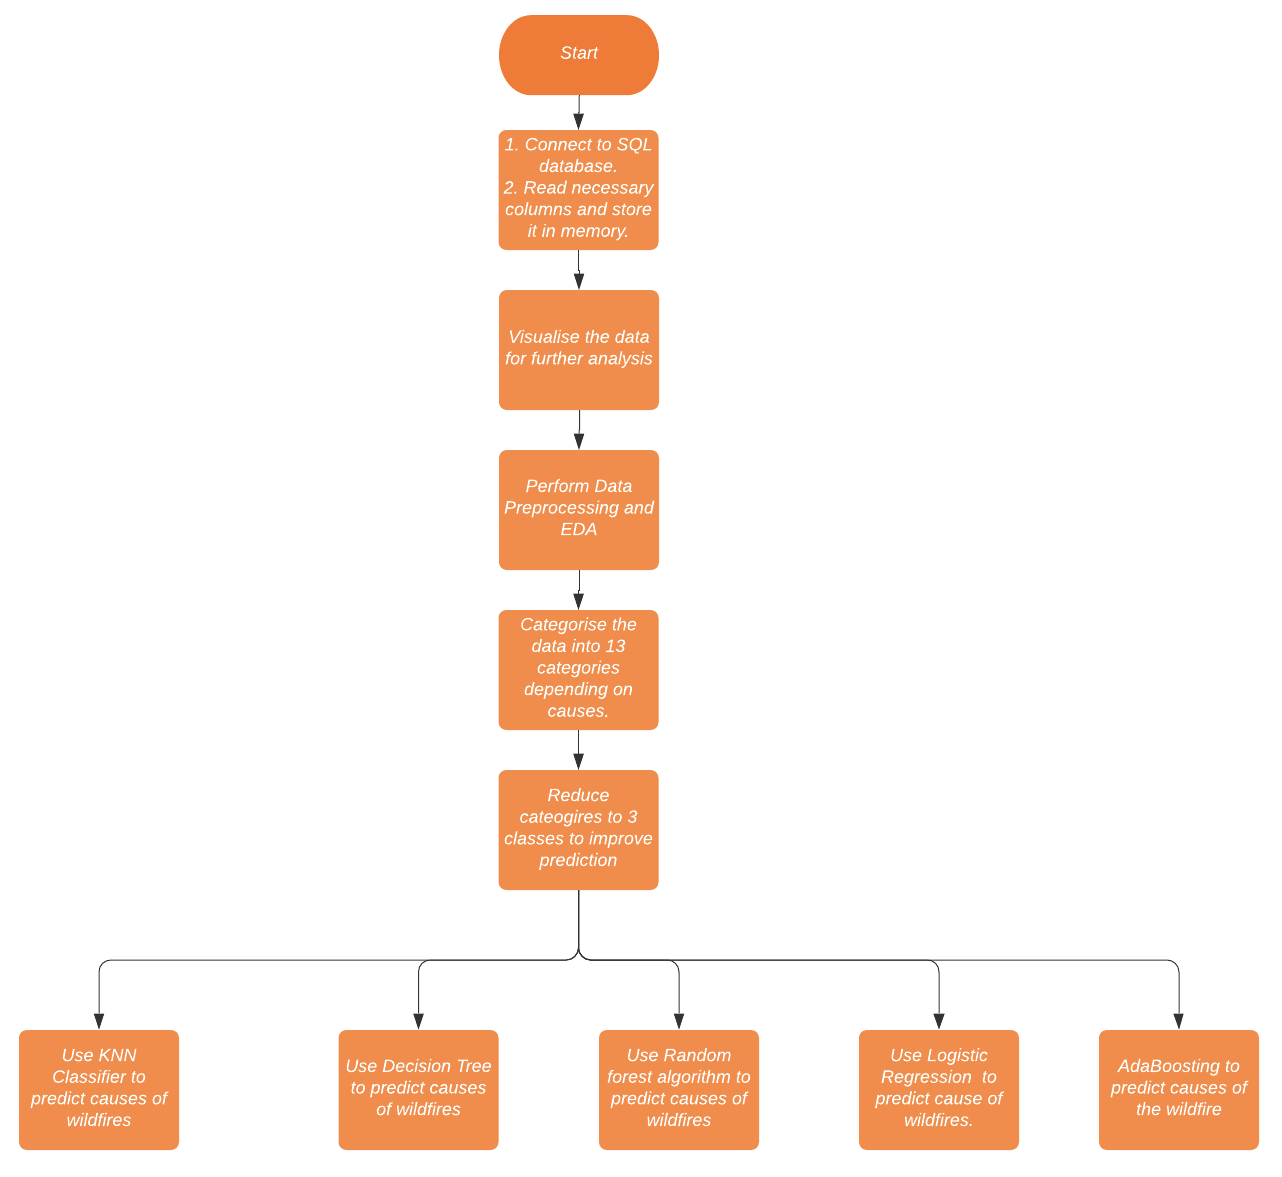 Start
1. Connect to SQL
database.
2. Read necessary
columns and store
it in memory.
Visualise the data
for further analysis
Perform Data
Preprocessing and
EDA
Categorise the
data into 13
categories
depending on
causes.
Reduce
cateogires to 3
classes to improve
prediction
Use KNN
Classifier to
predict causes of
wildfires
Use Decision Tree
to predict causes
of wildfires
Use Random
forest algorithm to
predict causes of
wildfires
Use Logistic
Regression  to
predict cause of
wildfires.
AdaBoosting to
predict causes of
the wildfire